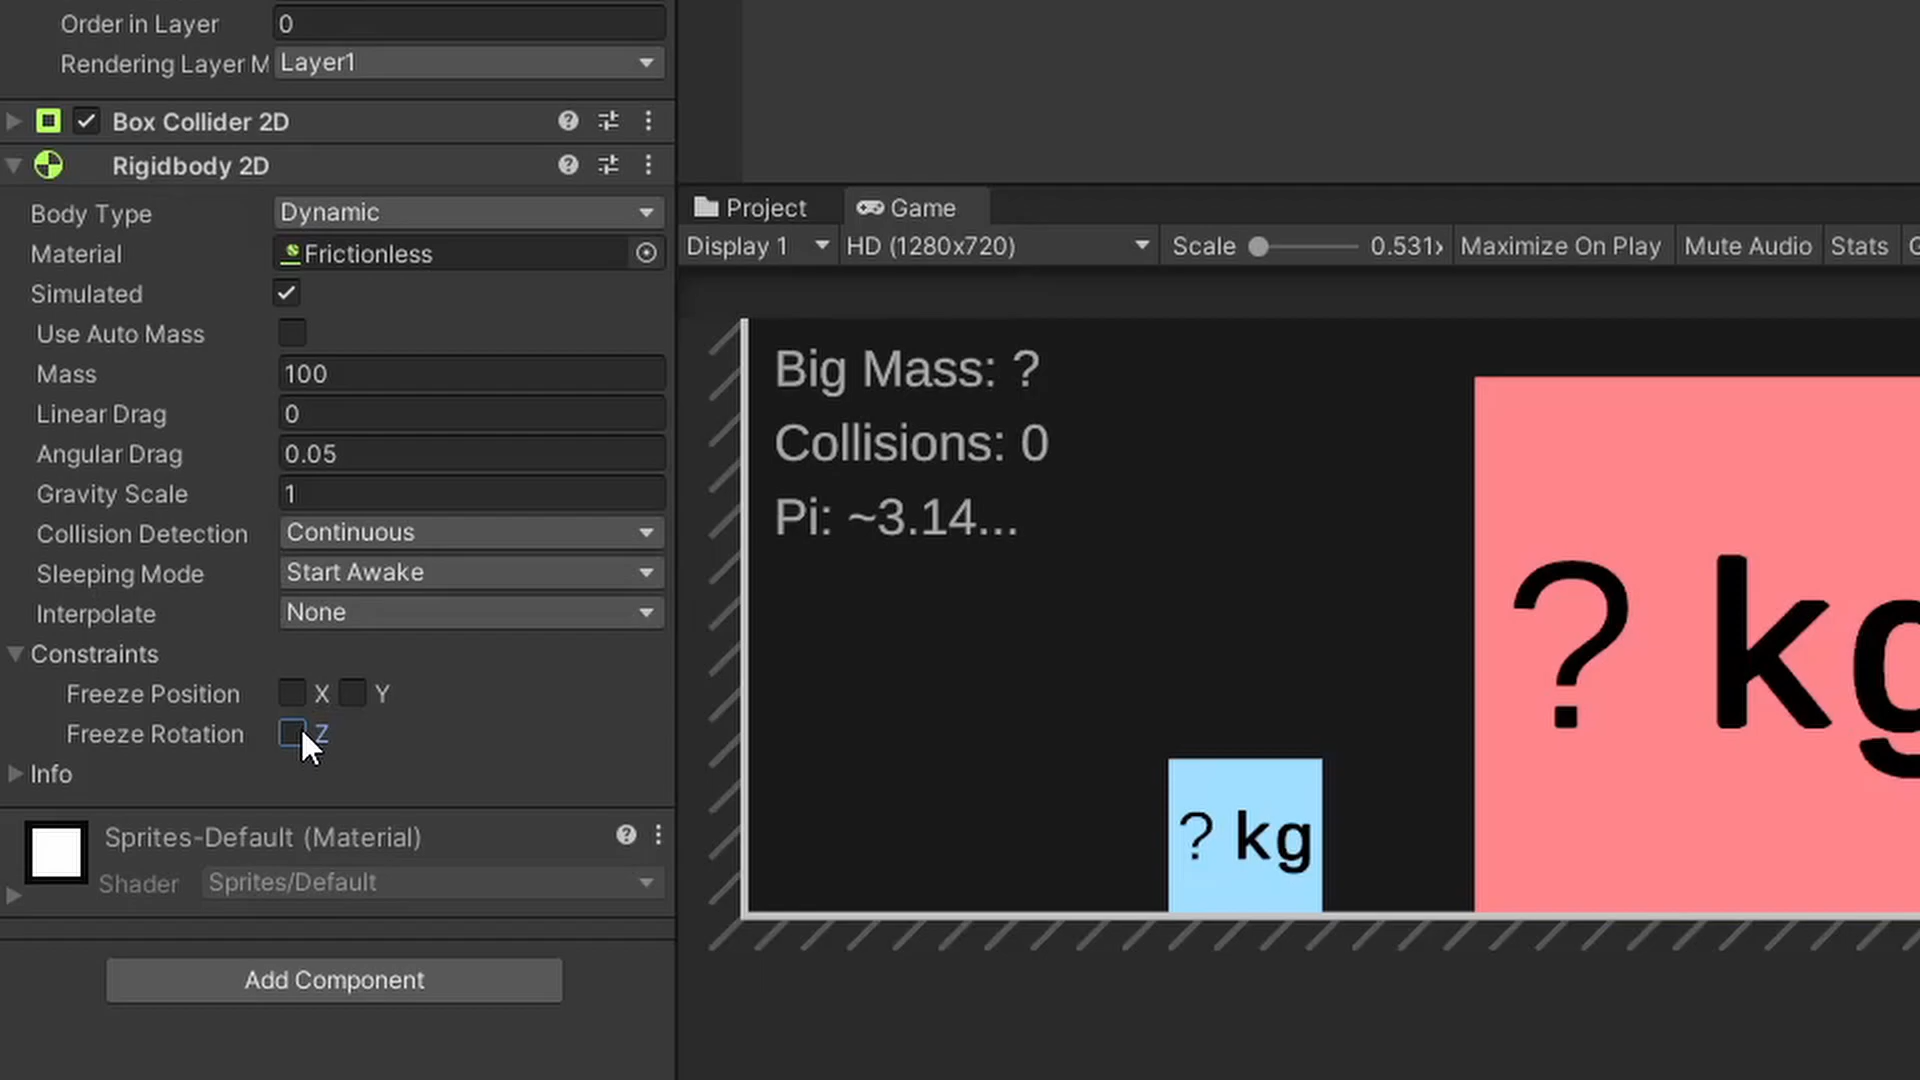 Order in Layer 0
Rendering Layer M Layer1
Box Collider 2D
Rigidbody 2D
Body Type Dynamic
Material Frictionless
Simulated
Use Auto Mass
Mass 100
Linear Drag 0
Angular Drag 0.05
Gravity Scale 1
Collision Detection Continuous
Sleeping Mode Start Awake
Interpolate None
Constraints
Freeze Position X Y
Freeze Rotation Z
Info
Sprites-Default (Material)
Shader Sprites/Default
Add Component
Project Game
Display 1 HD (1280x720) Scale 0.531x Maximize On Play Mute Audio Stats
Big Mass: ?
Collisions: 0
Pi: ~3.14...
? kg
? kg